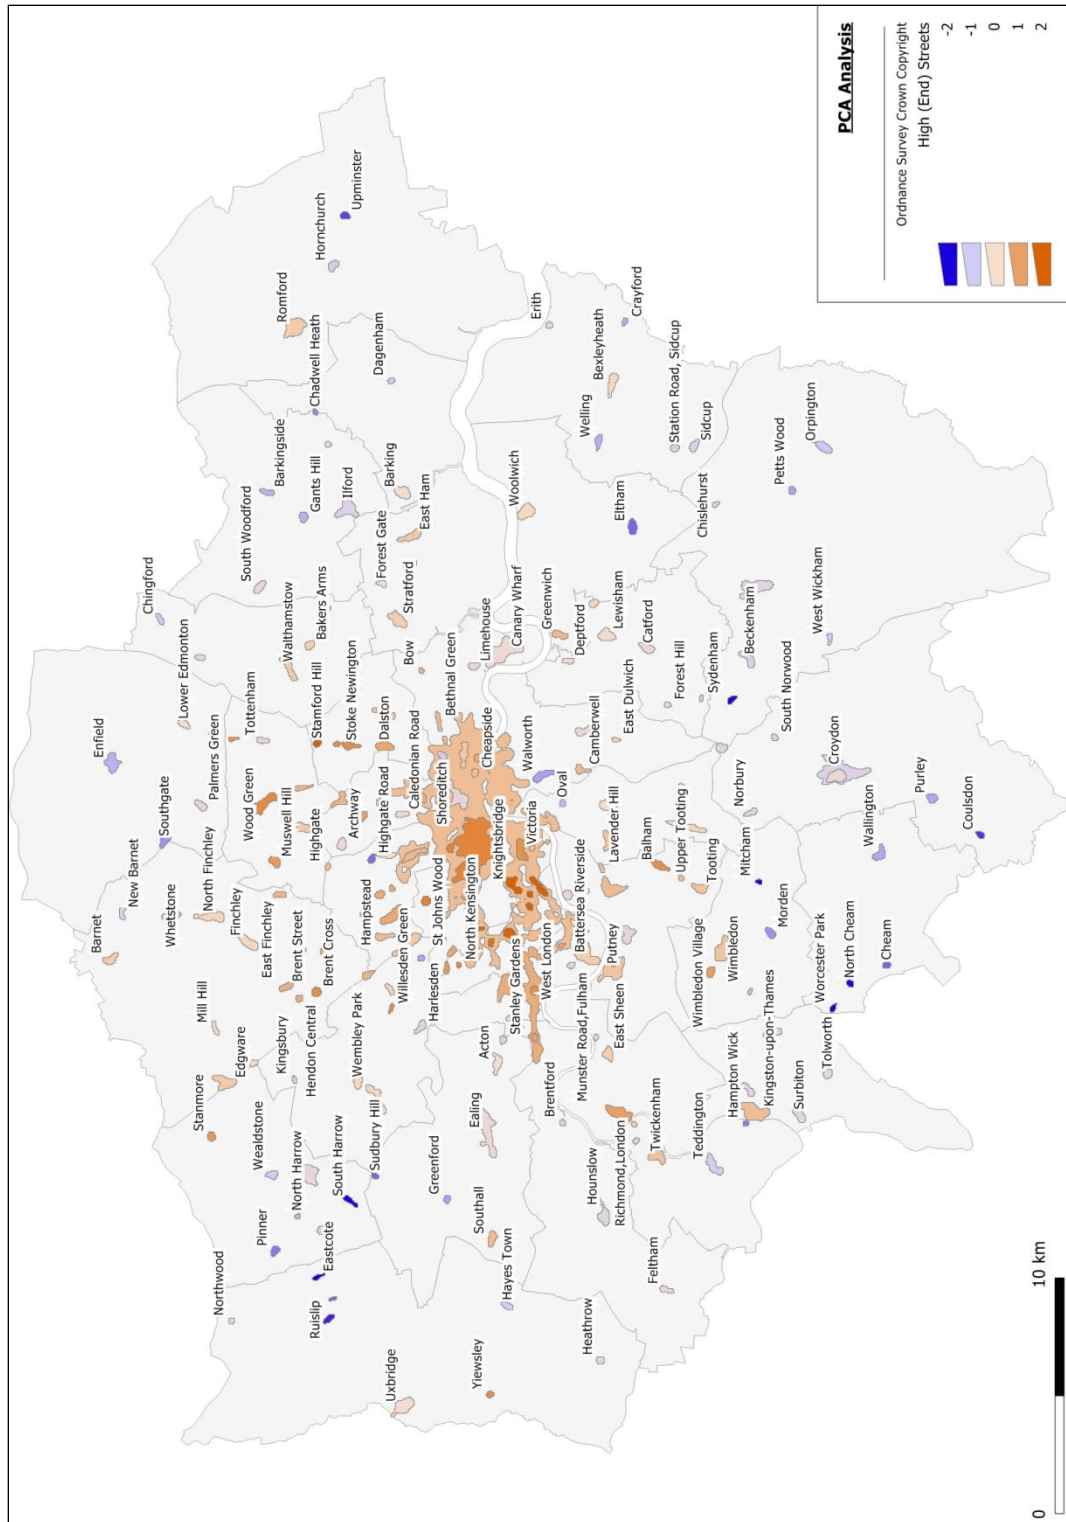 Northwood
Pinner
Wealdstone
Stanmore
Edgware
Mill Hill
Barnet
New Barnet
Whetstone
Southgate
Enfield
Chingford
Ruislip
Eastcote
North Harrow
South Harrow
Kingsbury
Hendon Central
Brent Street
Brent Cross
East Finchley
Finchley
North Finchley
Highgate
Muswell Hill
Wood Green
Palmers Green
Tottenham
Lower Edmonton
South Woodford
Walthamstow
Bakers Arms
Barkingside
Gants Hill
Chadwell Heath
Romford
Hornchurch
Upminster
Uxbridge
Sudbury Hill
Wembley Park
Willesden Green
Hampstead
Archway
Highgate Road
Stamford Hill
Stoke Newington
Dalston
Caledonian Road
Ilford
Barking
Dagenham
Forest Gate
East Ham
Stratford
Bow
Yiewsley
Hayes Town
Southall
Greenford
Ealing
Acton
Harlesden
North Kensington
St Johns Wood
Shoreditch
Bethnal Green
Limehouse
Canary Wharf
Cheapside
Knightsbridge
Stanley Gardens
West London
Victoria
Walworth
Oval
Greenwich
Woolwich
Erith
Heathrow
Feltham
Hounslow
Richmond,London
Brentford
Munster Road,Fulham
East Sheen
Putney
Battersea Riverside
Lavender Hill
Camberwell
Deptford
Lewisham
Catford
East Dulwich
Forest Hill
Sydenham
Eltham
Welling
Bexleyheath
Crayford
Station Road, Sidcup
Sidcup
Twickenham
Teddington
Hampton Wick
Kingston-upon-Thames
Surbiton
Tolworth
Worcester Park
North Cheam
Cheam
Wimbledon Village
Wimbledon
Morden
Mitcham
Tooting
Upper Tooting
Balham
Norbury
South Norwood
Beckenham
Chislehurst
Petts Wood
Orpington
West Wickham
Croydon
Wallington
Purley
Coulsdon
PCA Analysis
Ordnance Survey Crown Copyright
High (End) Streets
-2
-1
0
1
2
0
10 km